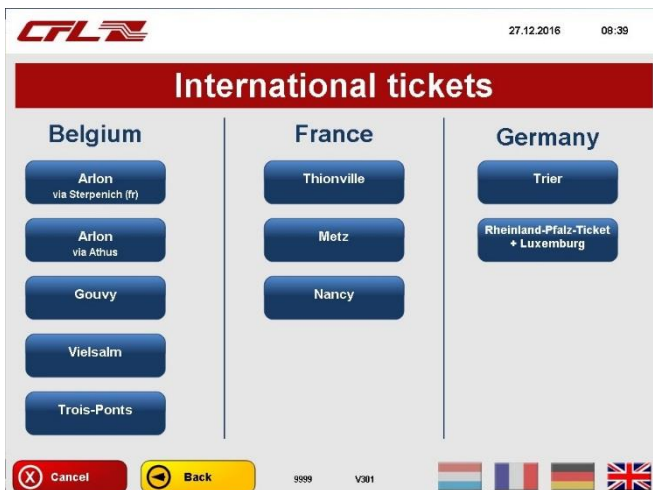 CFL
27.12.2016 08:39
International tickets
Belgium
Arlon
via Sterpenich (fr)
Arlon
via Athus
Gouvy
Vielsalm
Trois-Ponts
France
Thionville
Metz
Nancy
Germany
Trier
Rheinland-Pfalz-Ticket
+ Luxemburg
X Cancel
Back
9999 V301